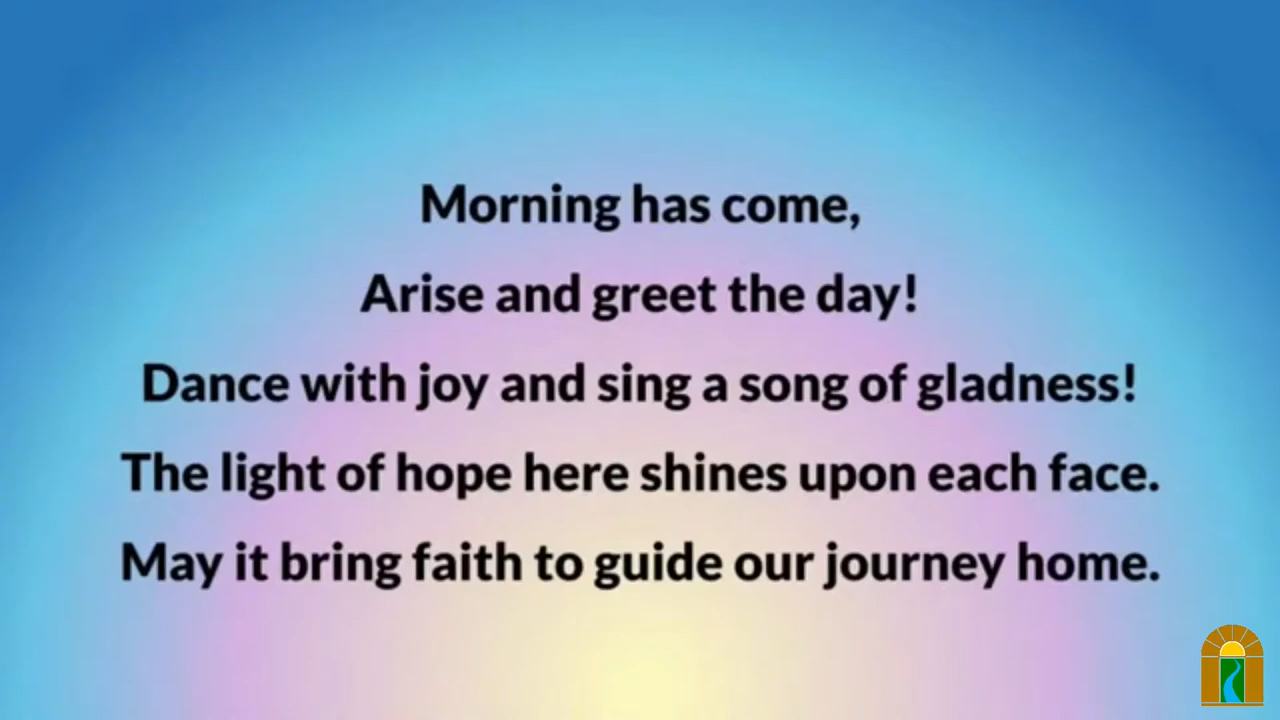 Morning has come,
Arise and greet the day!
Dance with joy and sing a song of gladness!
The light of hope here shines upon each face.
May it bring faith to guide our journey home.